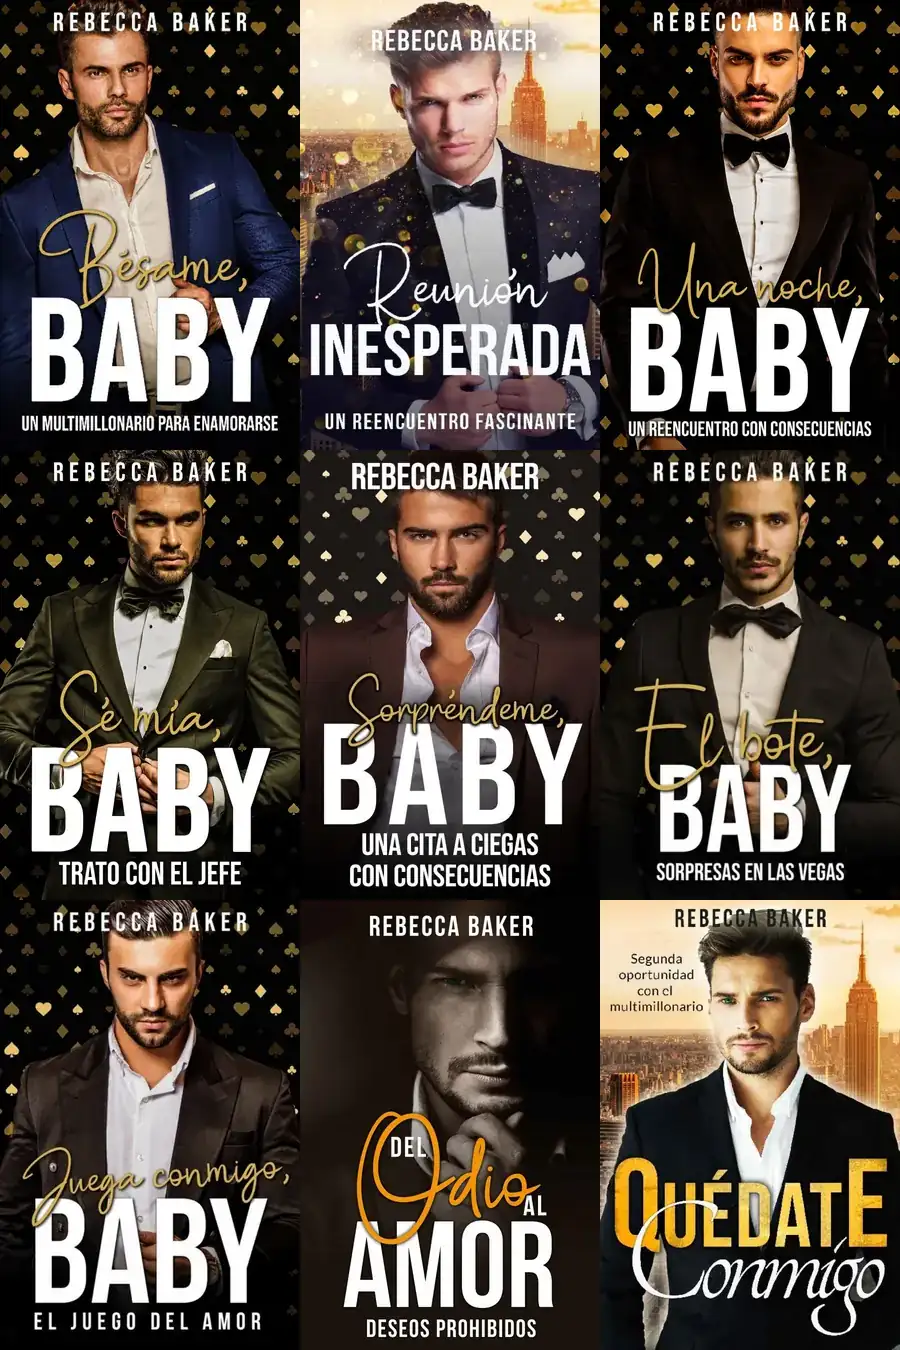 REBECCA BAKER
Bésame,
BABY
UN MULTIMILLONARIO PARA ENAMORARSE
REBECCA BAKER
Reunión
INESPERADA
UN REENCUENTRO FASCINANTE
REBECCA BAKER
Una noche,
BABY
UN REENCUENTRO CON CONSECUENCIAS
REBECCA BAKER
Sé mía,
BABY
TRATO CON EL JEFE
REBECCA BAKER
Sorpréndeme,
BABY
UNA CITA A CIEGAS
CON CONSECUENCIAS
REBECCA BAKER
El bote,
BABY
SORPRESAS EN LAS VEGAS
REBECCA BAKER
Juega conmigo,
BABY
EL JUEGO DEL AMOR
REBECCA BAKER
DEL
Odio
AL
AMOR
DESEOS PROHIBIDOS
REBECCA BAKER
Segunda
oportunidad
con el
multimillonario
QUÉDATE
Conmigo